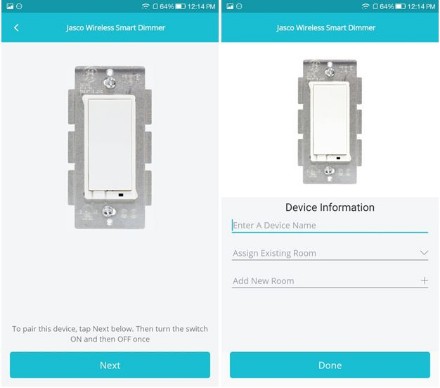 64% 12:14 PM
Jasco Wireless Smart Dimmer
To pair this device, tap Next below. Then turn the switch
ON and then OFF once
Next
64% 12:14 PM
Jasco Wireless Smart Dimmer
Device Information
Enter A Device Name
Assign Existing Room
Add New Room
Done